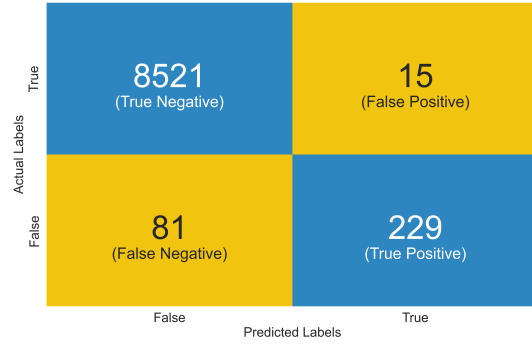 8521
(True Negative)
15
(False Positive)
True
Actual Labels
81
(False Negative)
229
(True Positive)
False
False
True
Predicted Labels